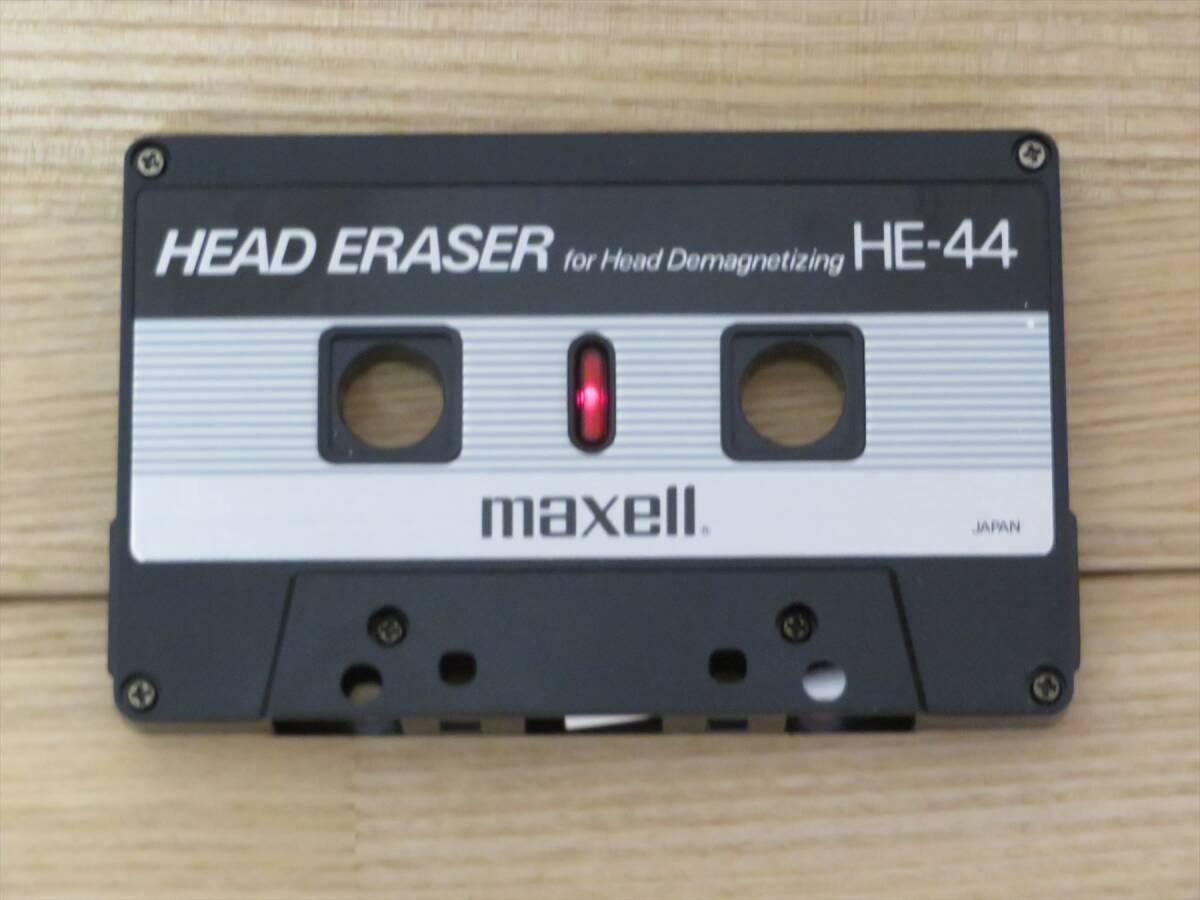 HEAD ERASER for Head Demagnetizing HE-44
maxell®
JAPAN